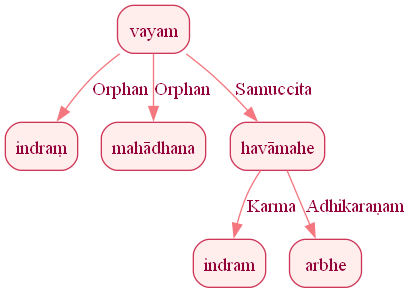 vayam
Orphan Orphan Samuccita
indraṃ mahādhana havāmahe
Karma Adhikaraṇam
indram arbhe